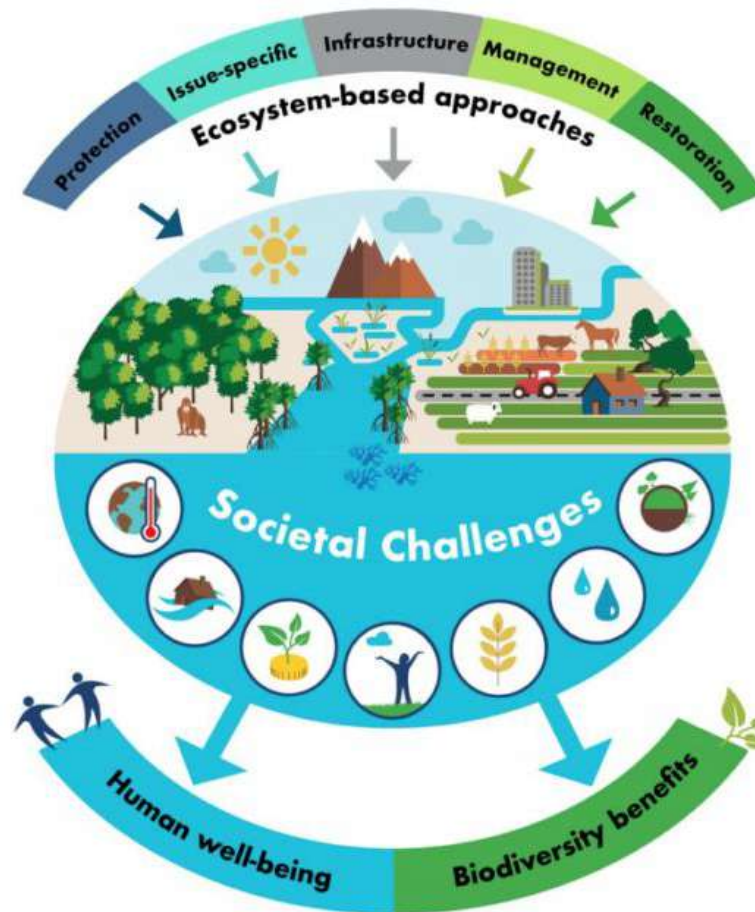 Protection
Issue-specific
Infrastructure
Management
Restoration
Ecosystem-based approaches
Societal Challenges
Human well-being
Biodiversity benefits